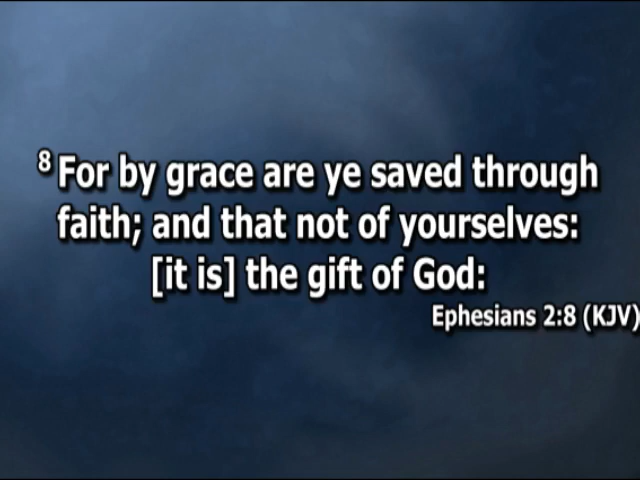 8 For by grace are ye saved through
faith; and that not of yourselves:
[it is] the gift of God:
Ephesians 2:8 (KJV)